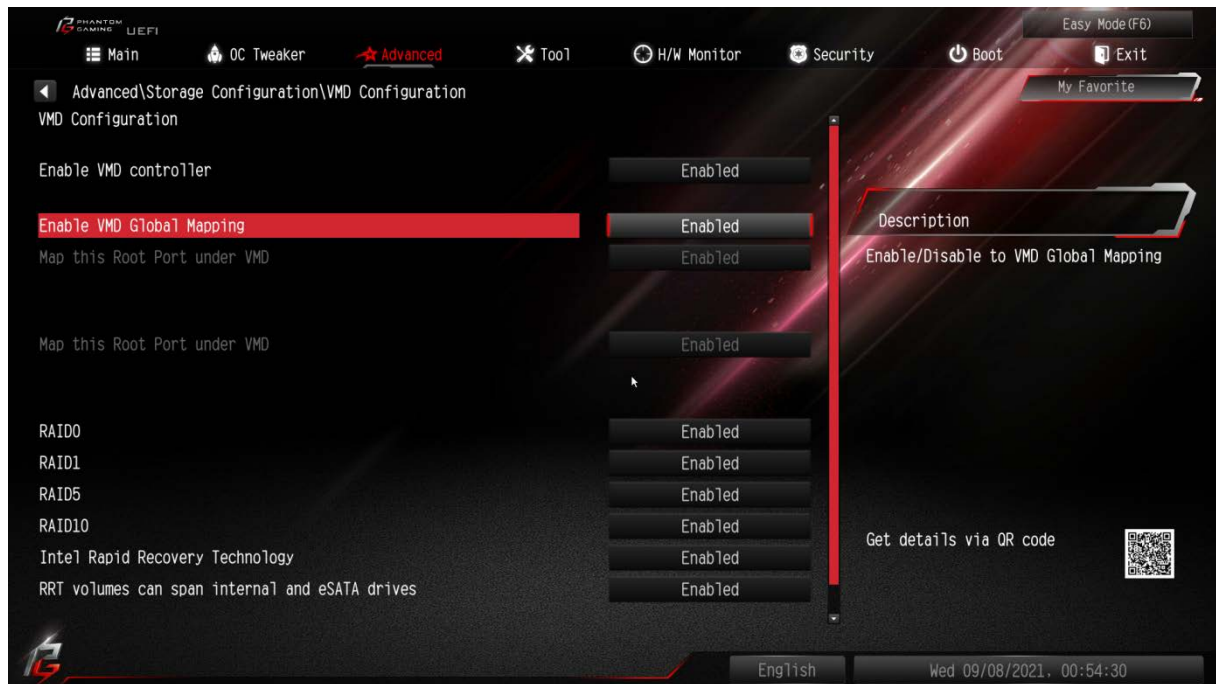 PHANTOM GAMING UEFI
Easy Mode(F6)
Main OC Tweaker Advanced Tool H/W Monitor Security Boot Exit
Advanced\Storage Configuration\VMD Configuration
My Favorite
VMD Configuration
Enable VMD controller Enabled
Enable VMD Global Mapping Enabled
Map this Root Port under VMD Enabled
Map this Root Port under VMD Enabled
RAID0 Enabled
RAID1 Enabled
RAID5 Enabled
RAID10 Enabled
Intel Rapid Recovery Technology Enabled
RRT volumes can span internal and eSATA drives Enabled
Description
Enable/Disable to VMD Global Mapping
Get details via QR code
English
Wed 09/08/2021, 00:54:30